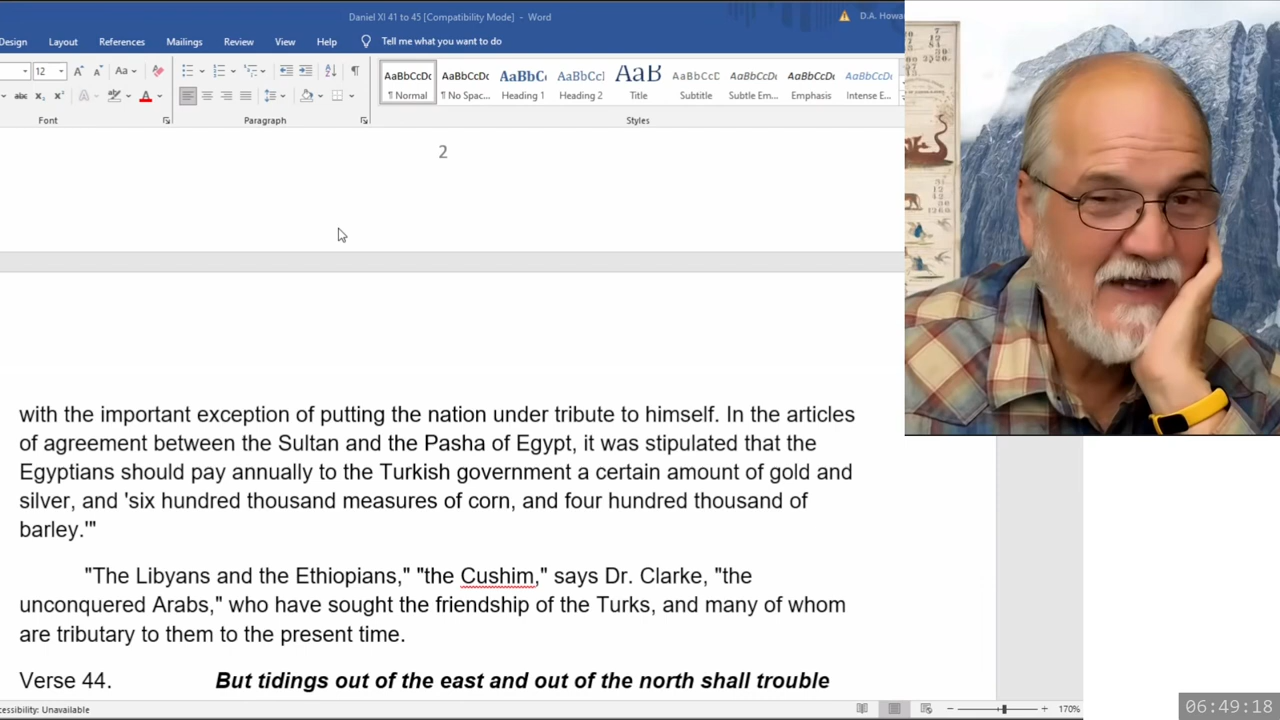 Daniel XI 41 to 45 [Compatibility Mode] - Word
D.A. Howa
Design Layout References Mailings Review View Help Tell me what you want to do
12 Aa
AaBbCcDc AaBbCcDc AaBbCc AaBbCcI AaB AaBbCcD AaBbCcDc AaBbCcDc AaBbCcDc
abc x x² A A
¶ Normal ¶ No Spac... Heading 1 Heading 2 Title Subtitle Subtle Em... Emphasis Intense E...
Font Paragraph Styles
2
with the important exception of putting the nation under tribute to himself. In the articles
of agreement between the Sultan and the Pasha of Egypt, it was stipulated that the
Egyptians should pay annually to the Turkish government a certain amount of gold and
silver, and 'six hundred thousand measures of corn, and four hundred thousand of
barley.'"
"The Libyans and the Ethiopians," "the Cushim," says Dr. Clarke, "the
unconquered Arabs," who have sought the friendship of the Turks, and many of whom
are tributary to them to the present time.
Verse 44. But tidings out of the east and out of the north shall trouble
cessibility: Unavailable
170%
1260
06:49:18